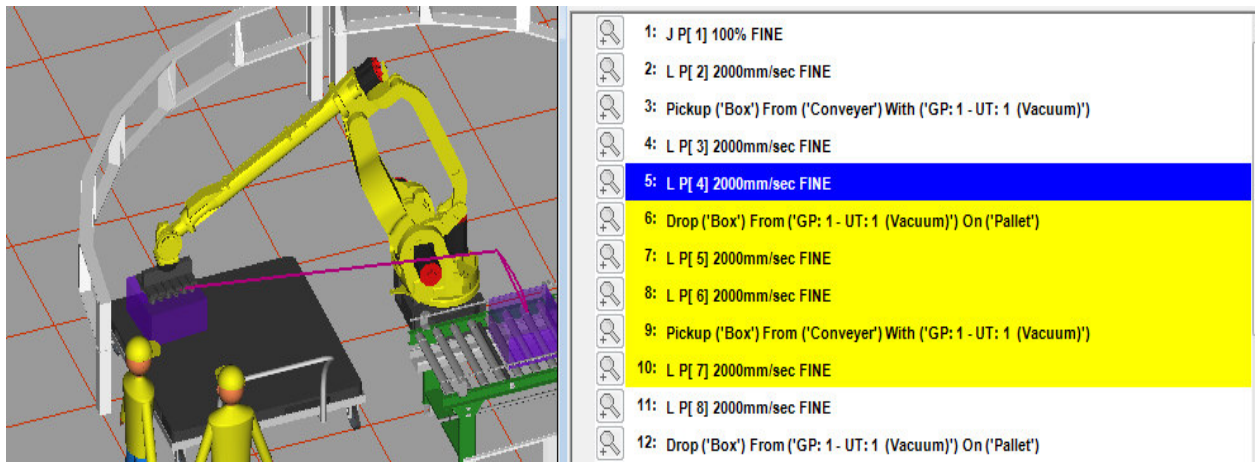 1: J P[ 1] 100% FINE
2: L P[ 2] 2000mm/sec FINE
3: Pickup ('Box') From ('Conveyer') With ('GP: 1 - UT: 1 (Vacuum)')
4: L P[ 3] 2000mm/sec FINE
5: L P[ 4] 2000mm/sec FINE
6: Drop ('Box') From ('GP: 1 - UT: 1 (Vacuum)') On ('Pallet')
7: L P[ 5] 2000mm/sec FINE
8: L P[ 6] 2000mm/sec FINE
9: Pickup ('Box') From ('Conveyer') With ('GP: 1 - UT: 1 (Vacuum)')
10: L P[ 7] 2000mm/sec FINE
11: L P[ 8] 2000mm/sec FINE
12: Drop ('Box') From ('GP: 1 - UT: 1 (Vacuum)') On ('Pallet')